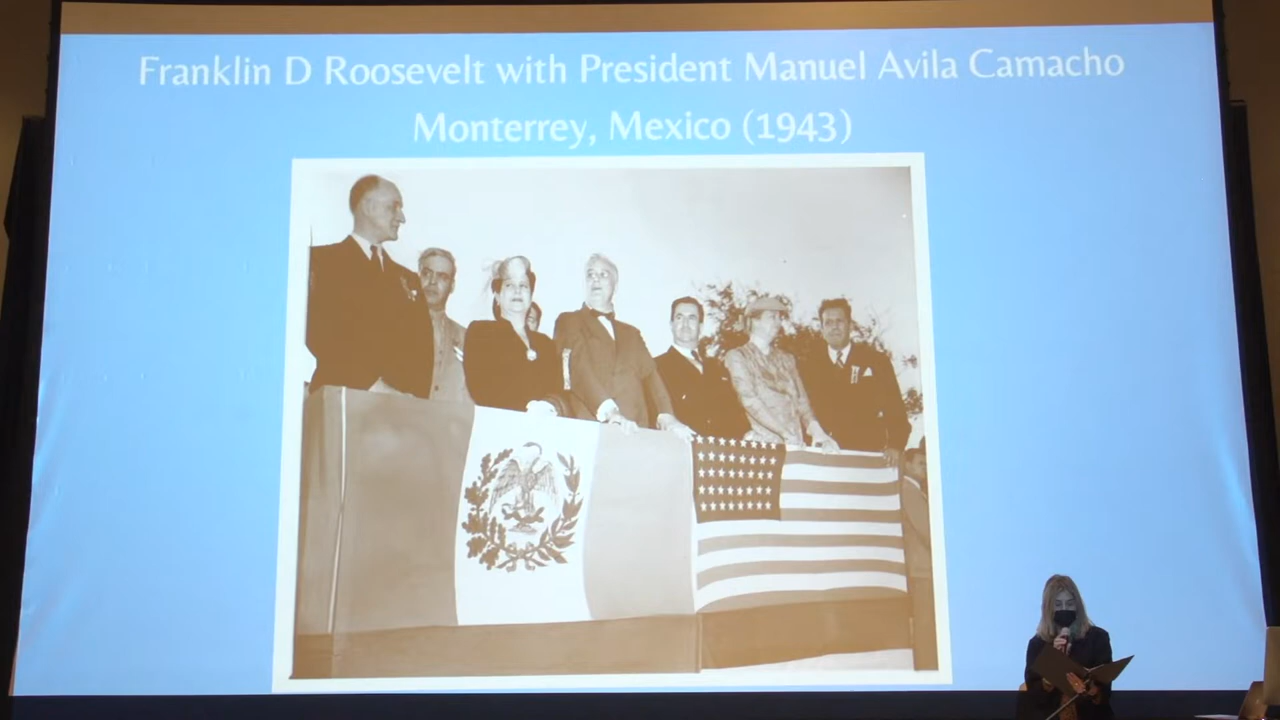 Franklin D Roosevelt with President Manuel Avila Camacho
Monterrey, Mexico (1943)